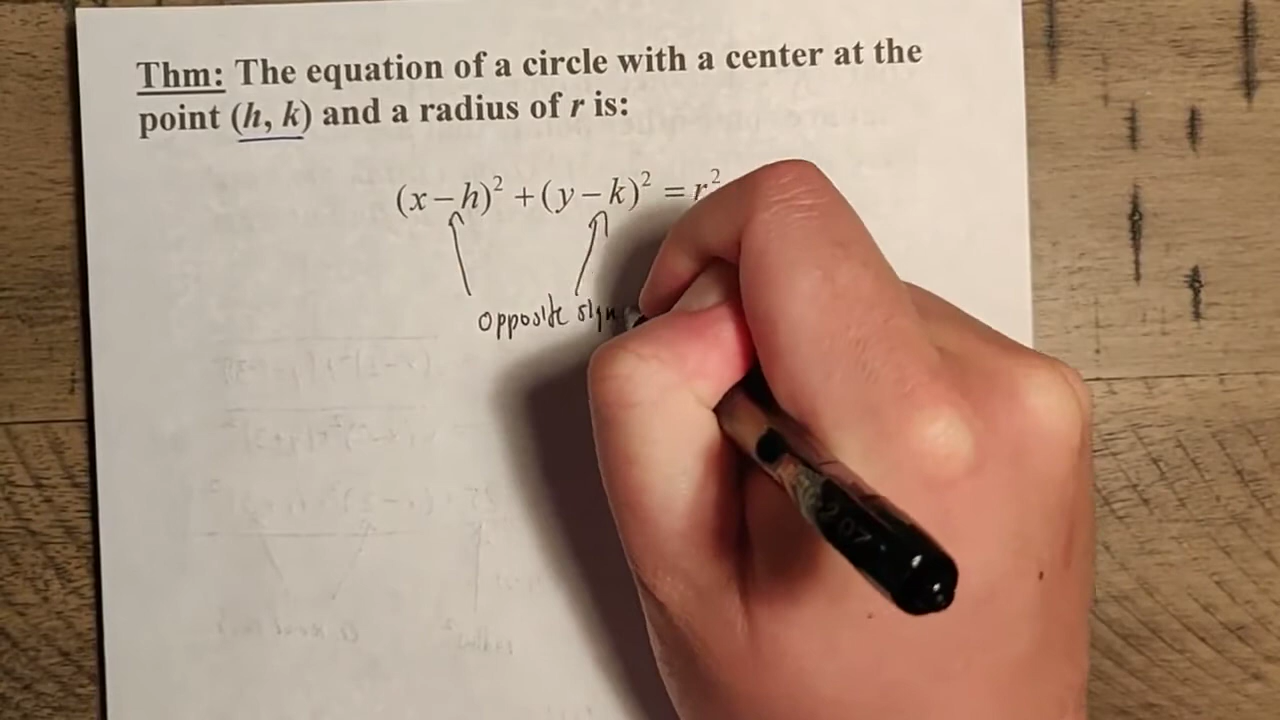 Thm: The equation of a circle with a center at the
point (h, k) and a radius of r is:
(x − h)² + (y − k)² = r²
opposite sign
207